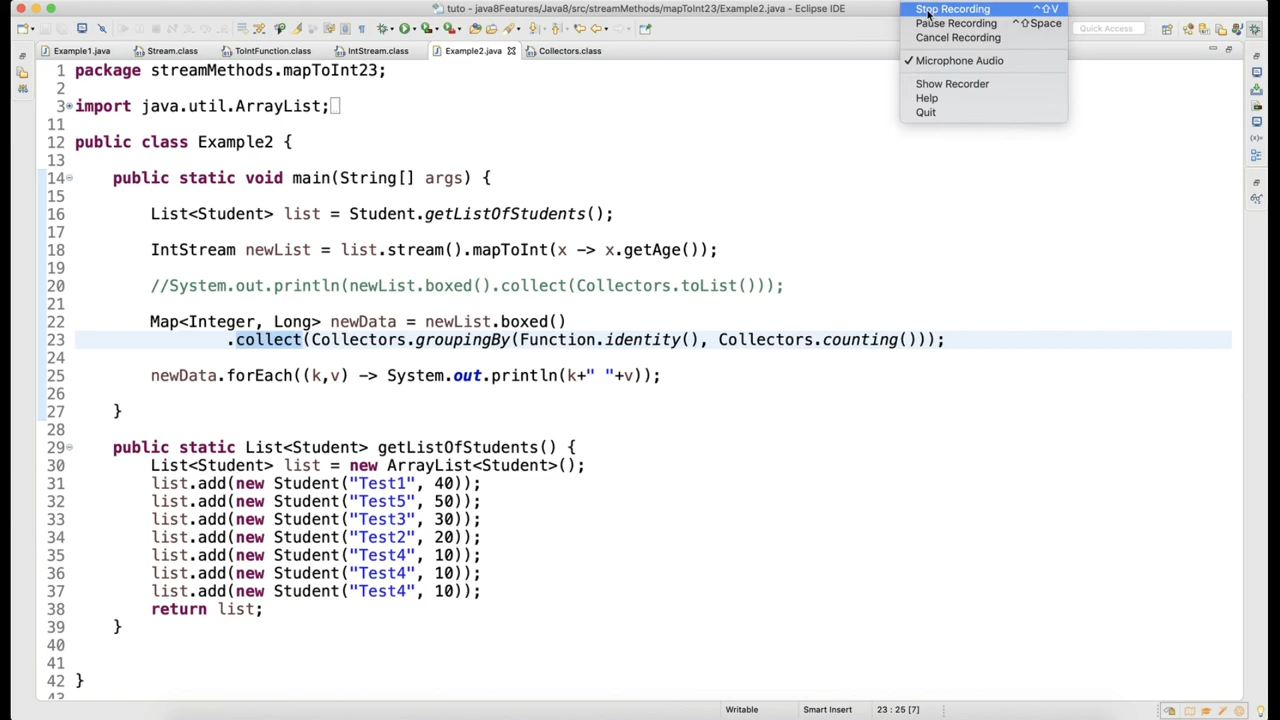 tuto - java8Features/Java8/src/streamMethods/mapToInt23/Example2.java - Eclipse IDE
Stop Recording ⌃⇧V
Pause Recording ⌃⇧Space
Cancel Recording
✓ Microphone Audio
Show Recorder
Help
Quit
Quick Access
Example1.java Stream.class ToIntFunction.class IntStream.class Example2.java Collectors.class
1 package streamMethods.mapToInt23;
2
3 import java.util.ArrayList;
11
12 public class Example2 {
13
14 public static void main(String[] args) {
15
16 List<Student> list = Student.getListOfStudents();
17
18 IntStream newList = list.stream().mapToInt(x -> x.getAge());
19
20 //System.out.println(newList.boxed().collect(Collectors.toList()));
21
22 Map<Integer, Long> newData = newList.boxed()
23 .collect(Collectors.groupingBy(Function.identity(), Collectors.counting()));
24
25 newData.forEach((k,v) -> System.out.println(k+" "+v));
26
27 }
28
29 public static List<Student> getListOfStudents() {
30 List<Student> list = new ArrayList<Student>();
31 list.add(new Student("Test1", 40));
32 list.add(new Student("Test5", 50));
33 list.add(new Student("Test3", 30));
34 list.add(new Student("Test2", 20));
35 list.add(new Student("Test4", 10));
36 list.add(new Student("Test4", 10));
37 list.add(new Student("Test4", 10));
38 return list;
39 }
40
41
42 }
43
Writable Smart Insert 23 : 25 [7]